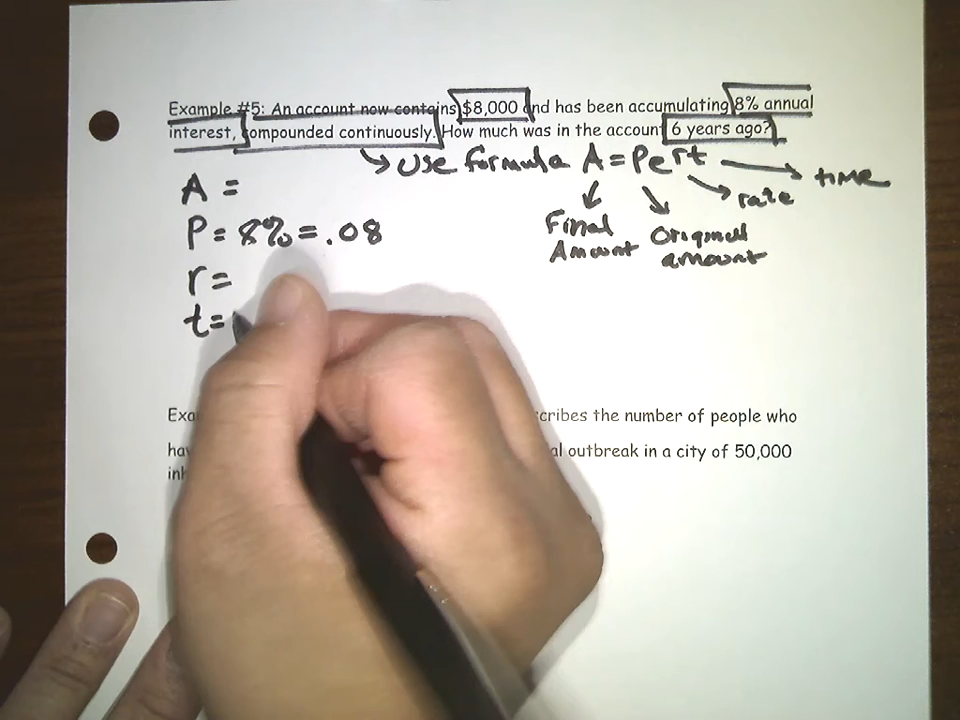 Example #5: An account now contains $8,000 and has been accumulating 8% annual
interest, compounded continuously. How much was in the account 6 years ago?
→ Use formula A = Pe^rt → time
A =
→ rate
P = 8% = .08
Final Amount
Original amount
r =
t =
cribes the number of people who
al outbreak in a city of 50,000